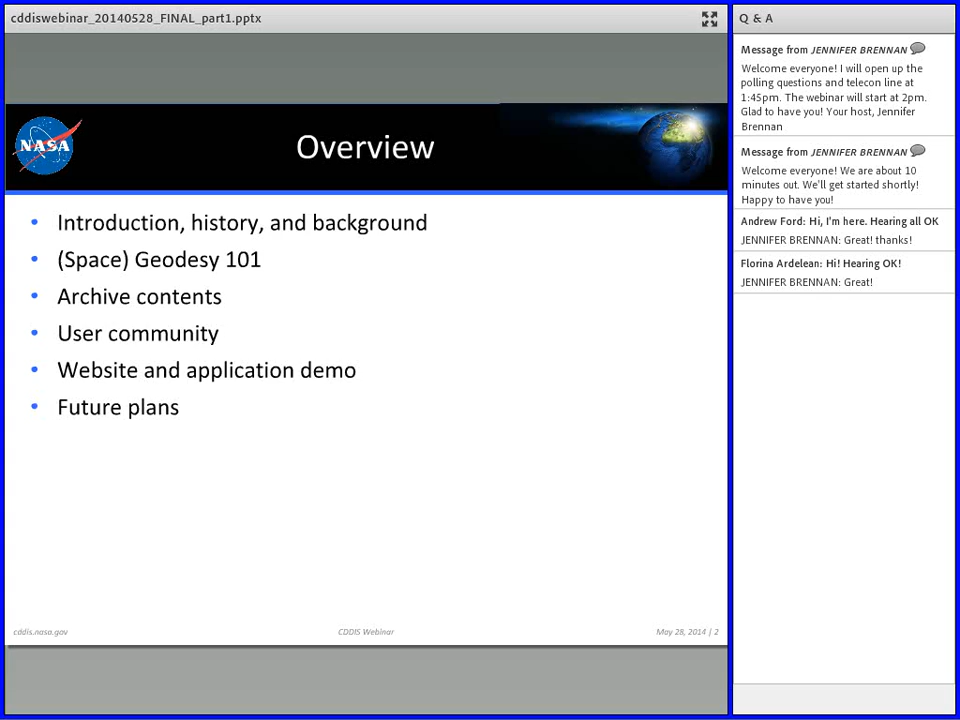 cddiswebinar_20140528_FINAL_part1.pptx
NASA
Overview
• Introduction, history, and background
• (Space) Geodesy 101
• Archive contents
• User community
• Website and application demo
• Future plans
cddis.nasa.gov
CDDIS Webinar
May 28, 2014 | 2
Q & A
Message from JENNIFER BRENNAN
Welcome everyone! I will open up the
polling questions and telecon line at
1:45pm. The webinar will start at 2pm.
Glad to have you! Your host, Jennifer
Brennan
Message from JENNIFER BRENNAN
Welcome everyone! We are about 10
minutes out. We'll get started shortly!
Happy to have you!
Andrew Ford: Hi, I'm here. Hearing all OK
JENNIFER BRENNAN: Great! thanks!
Florina Ardelean: Hi! Hearing OK!
JENNIFER BRENNAN: Great!